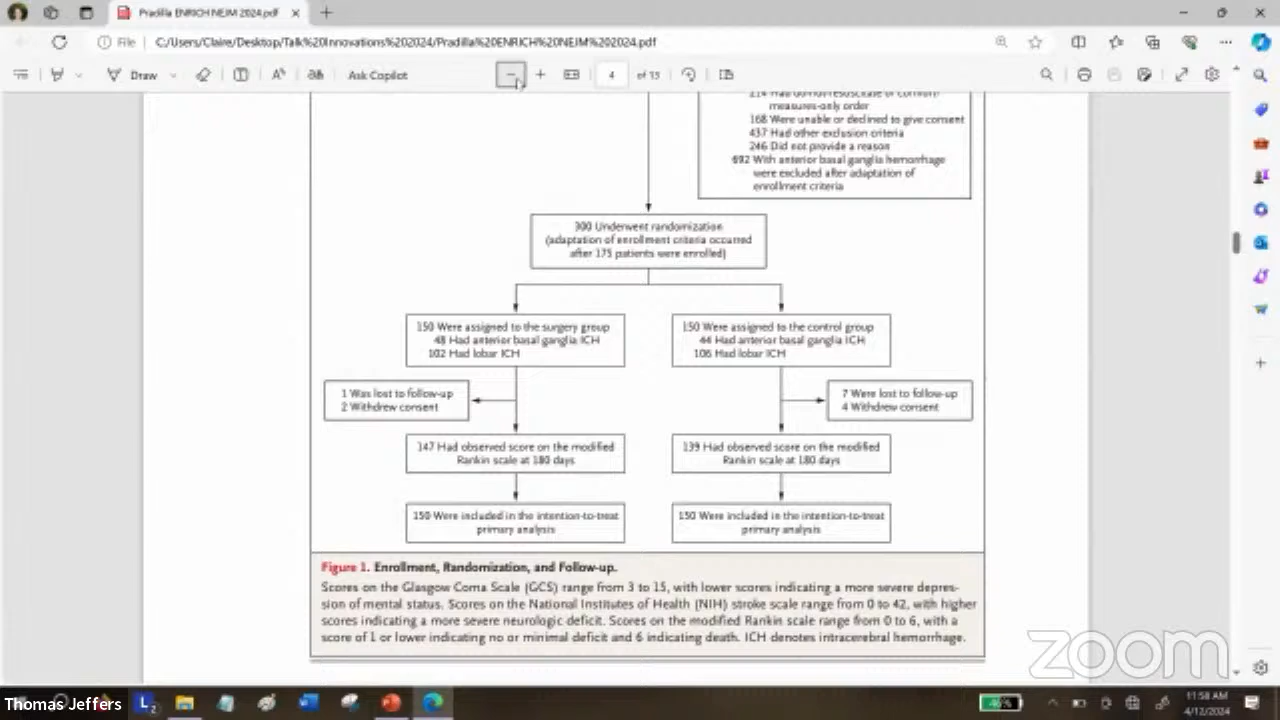 Pradilla ENRICH NEJM 2024.pdf
File
C:/Users/Claire/Desktop/Talk%20Innovations%202024/Pradilla%20ENRICH%20NEJM%202024.pdf
Draw
Ask Copilot
4
of 13
214 Had do-not-resuscitate or comfort-
measures-only order
168 Were unable or declined to give consent
437 Had other exclusion criteria
246 Did not provide a reason
692 With anterior basal ganglia hemorrhage
were excluded after adaptation of
enrollment criteria
300 Underwent randomization
(adaptation of enrollment criteria occurred
after 175 patients were enrolled)
150 Were assigned to the surgery group
48 Had anterior basal ganglia ICH
102 Had lobar ICH
150 Were assigned to the control group
44 Had anterior basal ganglia ICH
106 Had lobar ICH
1 Was lost to follow-up
2 Withdrew consent
7 Were lost to follow-up
4 Withdrew consent
147 Had observed score on the modified
Rankin scale at 180 days
139 Had observed score on the modified
Rankin scale at 180 days
150 Were included in the intention-to-treat
primary analysis
150 Were included in the intention-to-treat
primary analysis
Figure 1. Enrollment, Randomization, and Follow-up.
Scores on the Glasgow Coma Scale (GCS) range from 3 to 15, with lower scores indicating a more severe depres-
sion of mental status. Scores on the National Institutes of Health (NIH) stroke scale range from 0 to 42, with higher
scores indicating a more severe neurologic deficit. Scores on the modified Rankin scale range from 0 to 6, with a
score of 1 or lower indicating no or minimal deficit and 6 indicating death. ICH denotes intracerebral hemorrhage.
zoom
Thomas Jeffers
46%
11:58 AM
4/12/2024